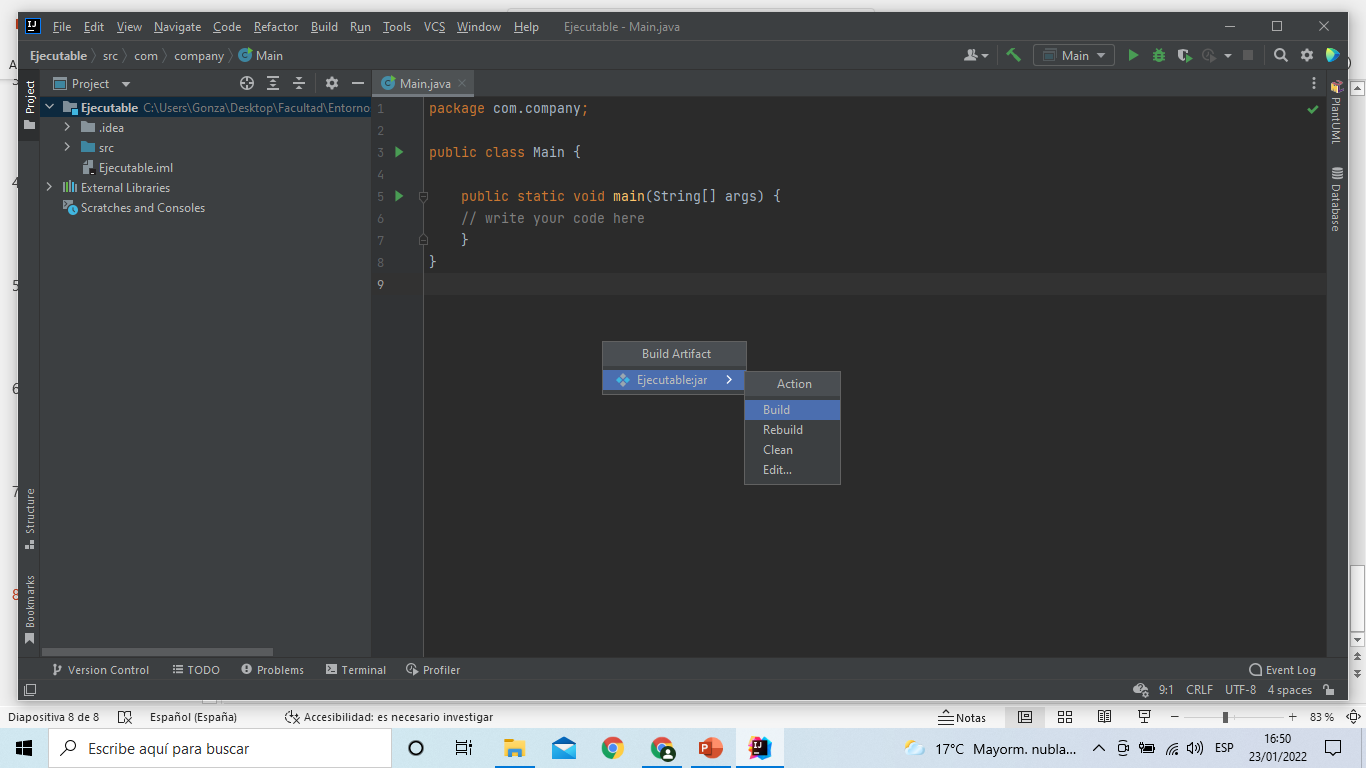 File Edit View Navigate Code Refactor Build Run Tools VCS Window Help Ejecutable - Main.java
Ejecutable src com company Main
Main
Project
Project
Main.java
Ejecutable C:\Users\Gonza\Desktop\Facultad\Entorno
.idea
src
Ejecutable.iml
External Libraries
Scratches and Consoles
1 package com.company;
2
3 public class Main {
4
5 public static void main(String[] args) {
6 // write your code here
7 }
8 }
9
Build Artifact
Ejecutable:jar
Action
Build
Rebuild
Clean
Edit...
PlantUML
Database
Structure
Bookmarks
4
5
6
7
8
Version Control TODO Problems Terminal Profiler Event Log
9:1 CRLF UTF-8 4 spaces
Diapositiva 8 de 8 Español (España) Accesibilidad: es necesario investigar Notas 83 %
Escribe aquí para buscar
17°C Mayorm. nubla... ESP
16:50
23/01/2022